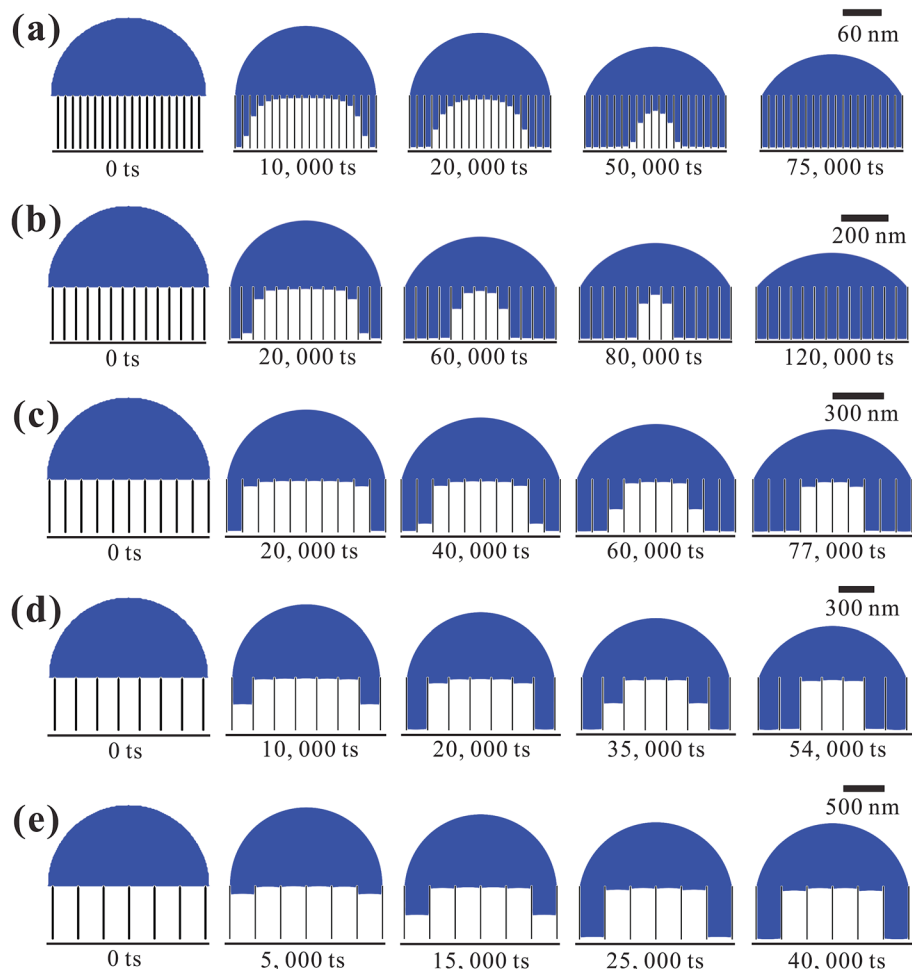 (a)
60 nm
0 ts
10, 000 ts
20, 000 ts
50, 000 ts
75, 000 ts
(b)
200 nm
0 ts
20, 000 ts
60, 000 ts
80, 000 ts
120, 000 ts
(c)
300 nm
0 ts
20, 000 ts
40, 000 ts
60, 000 ts
77, 000 ts
(d)
300 nm
0 ts
10, 000 ts
20, 000 ts
35, 000 ts
54, 000 ts
(e)
500 nm
0 ts
5, 000 ts
15, 000 ts
25, 000 ts
40, 000 ts